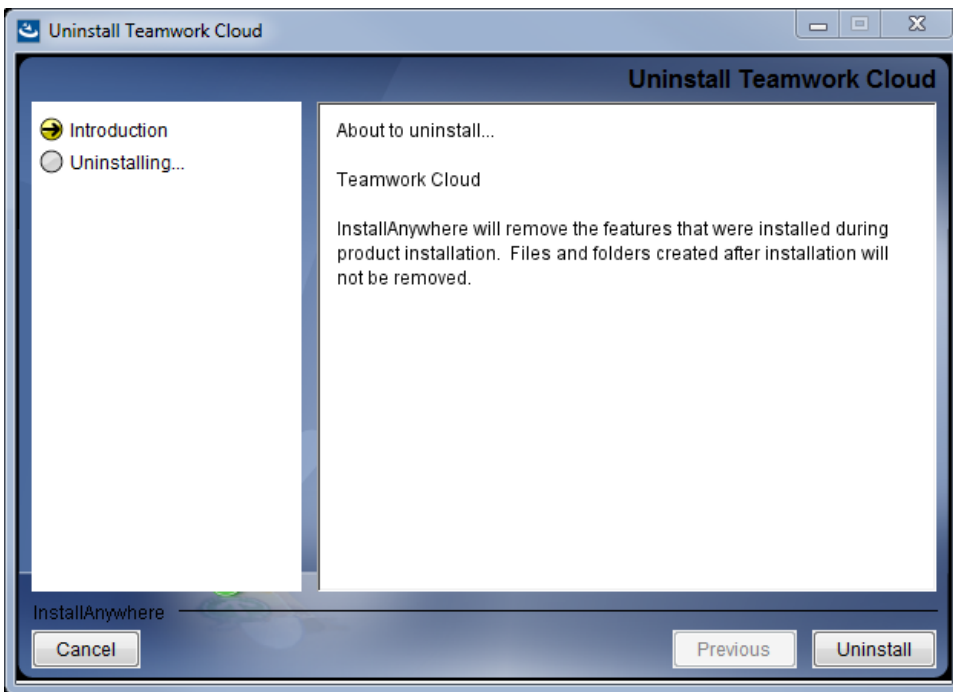 Uninstall Teamwork Cloud
Uninstall Teamwork Cloud
Introduction
Uninstalling...
About to uninstall...
Teamwork Cloud
InstallAnywhere will remove the features that were installed during
product installation.  Files and folders created after installation will
not be removed.
InstallAnywhere
Cancel
Previous
Uninstall